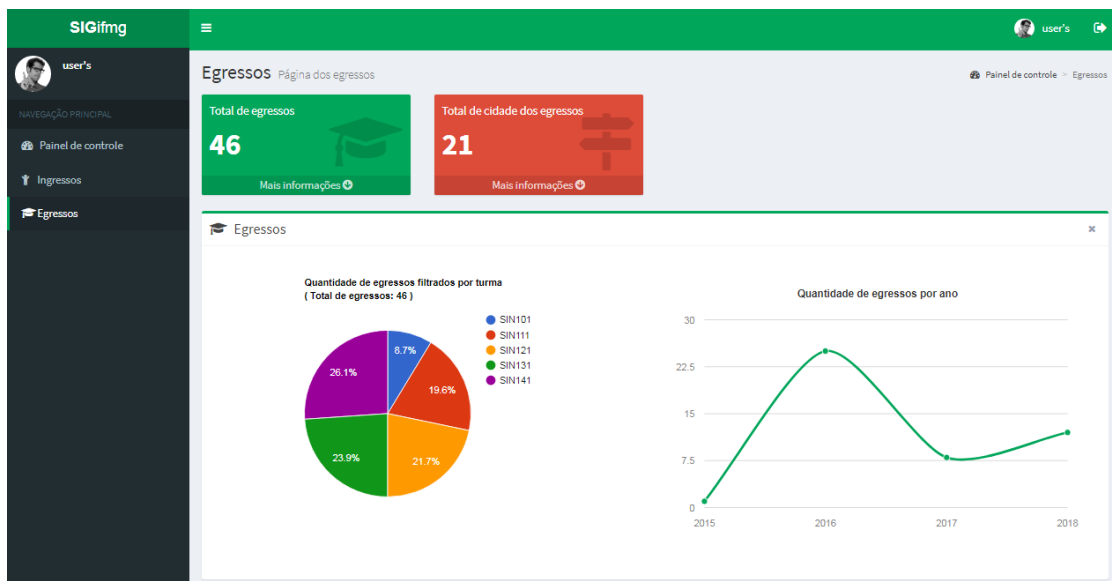 SIGifmg
user's
user's
NAVEGAÇÃO PRINCIPAL
Painel de controle
Ingressos
Egressos
Egressos Página dos egressos
Painel de controle > Egressos
Total de egressos
46
Mais informações
Total de cidade dos egressos
21
Mais informações
Egressos
Quantidade de egressos filtrados por turma
( Total de egressos: 46 )
SIN101
SIN111
SIN121
SIN131
SIN141
8.7%
19.6%
21.7%
23.9%
26.1%
Quantidade de egressos por ano
30
22.5
15
7.5
0
2015 2016 2017 2018